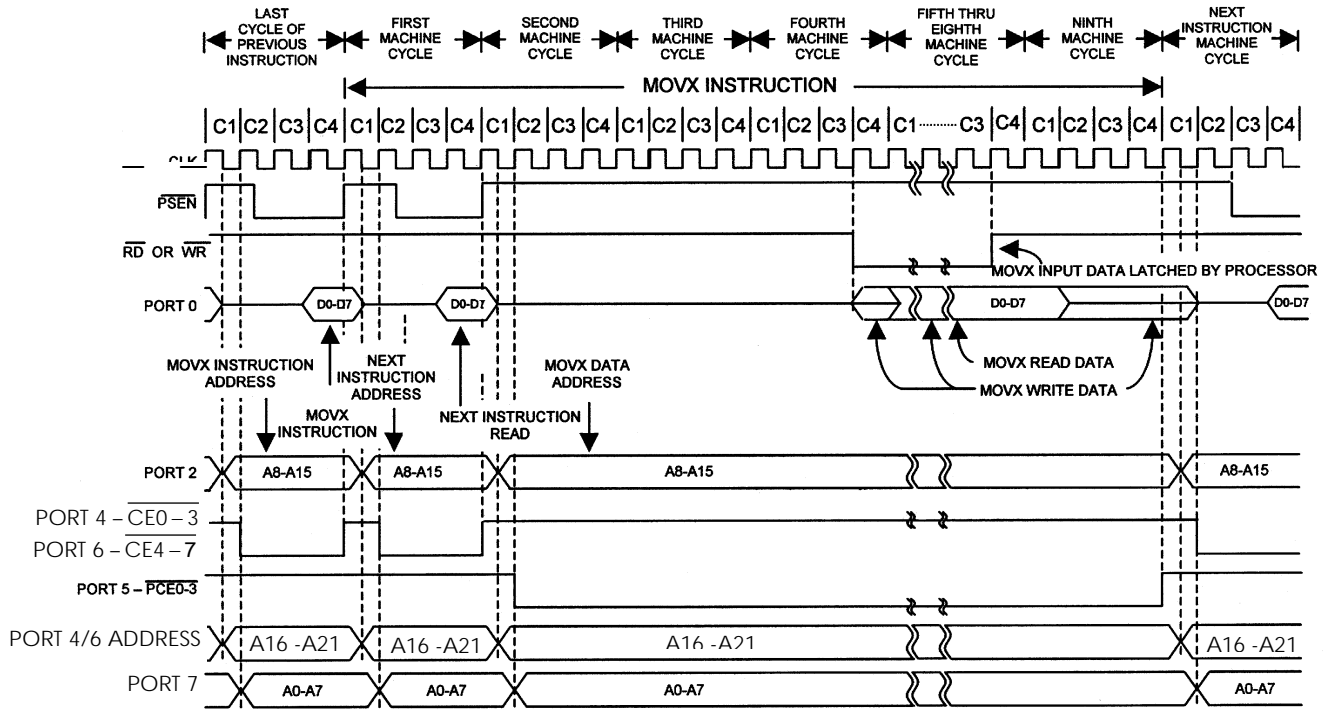 LAST
CYCLE OF
PREVIOUS
INSTRUCTION
FIRST
MACHINE
CYCLE
SECOND
MACHINE
CYCLE
THIRD
MACHINE
CYCLE
FOURTH
MACHINE
CYCLE
FIFTH THRU
EIGHTH
MACHINE
CYCLE
NINTH
MACHINE
CYCLE
NEXT
INSTRUCTION
MACHINE
CYCLE
MOVX INSTRUCTION
C1 C2 C3 C4 C1 C2 C3 C4 C1 C2 C3 C4 C1 C2 C3 C4 C1 C2 C3 C4 C1 ........ C3 C4 C1 C2 C3 C4 C1 C2 C3 C4
CLK
PSEN
RD OR WR
MOVX INPUT DATA LATCHED BY PROCESSOR
PORT 0
D0-D7
D0-D7
D0-D7
D0-D7
MOVX INSTRUCTION
ADDRESS
NEXT
INSTRUCTION
ADDRESS
MOVX DATA
ADDRESS
MOVX READ DATA
MOVX WRITE DATA
MOVX
INSTRUCTION
NEXT INSTRUCTION
READ
PORT 2
A8-A15
A8-A15
A8-A15
A8-A15
PORT 4 – CE0 – 3
PORT 6 – CE4 – 7
PORT 5 – PCE0-3
PORT 4/6 ADDRESS
A16 -A21
A16 -A21
A16 -A21
A16 -A21
PORT 7
A0-A7
A0-A7
A0-A7
A0-A7